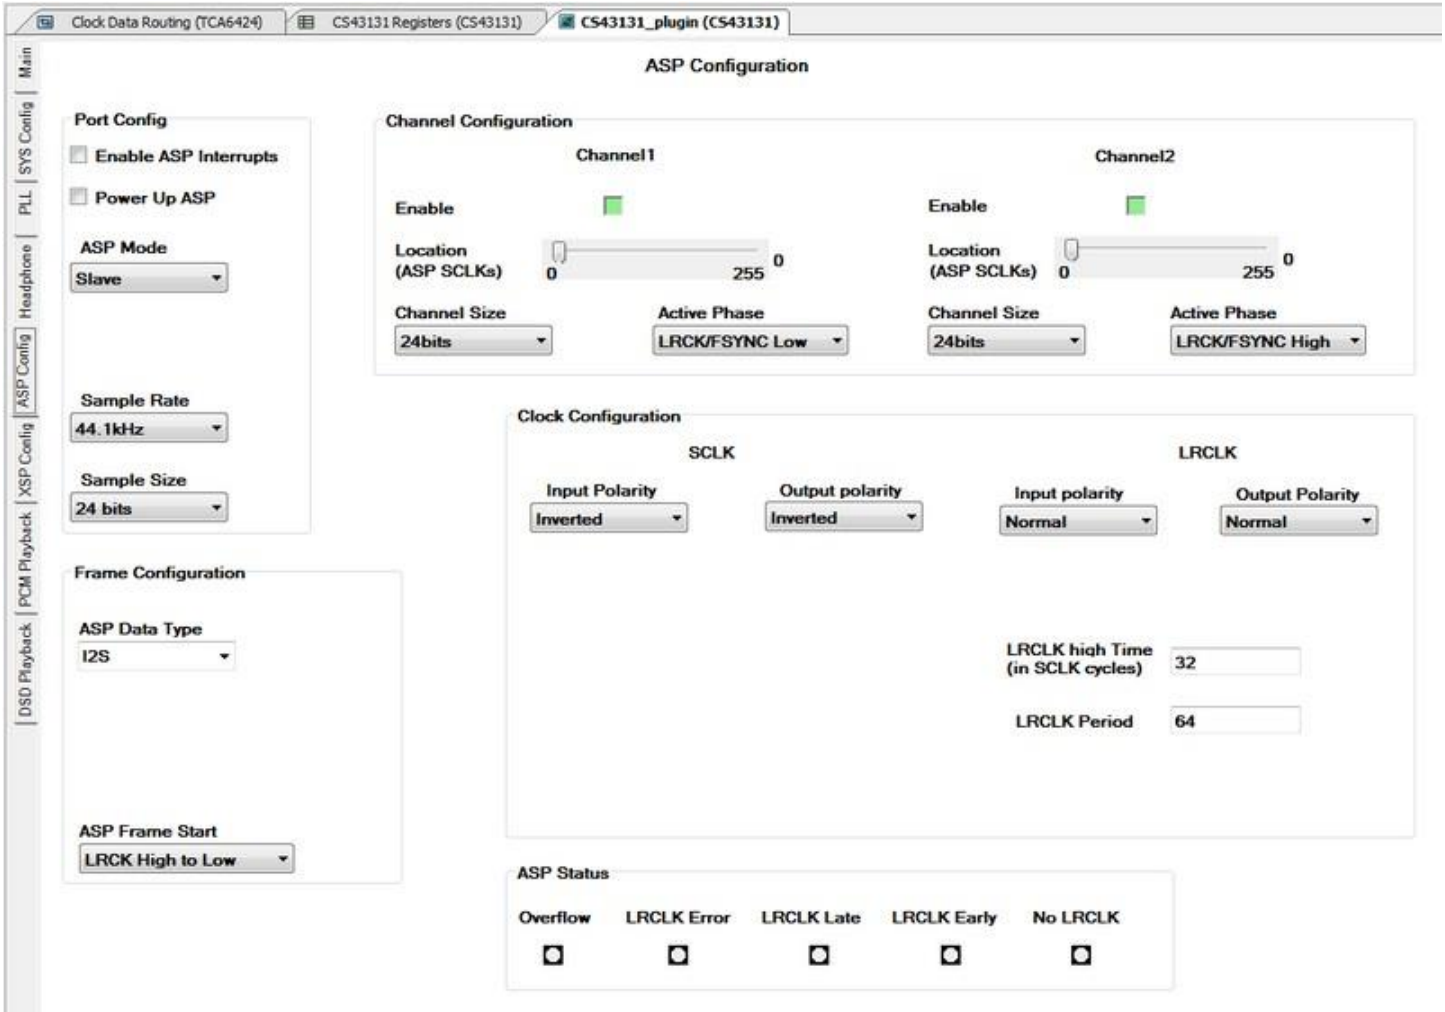 Clock Data Routing (TCA6424)
CS43131 Registers (CS43131)
CS43131_plugin (CS43131)
Main
SYS Config
PLL
Headphone
ASP Config
XSP Config
PCM Playback
DSD Playback
ASP Configuration
Port Config
Enable ASP Interrupts
Power Up ASP
ASP Mode
Slave
Sample Rate
44.1kHz
Sample Size
24 bits
Frame Configuration
ASP Data Type
I2S
ASP Frame Start
LRCK High to Low
Channel Configuration
Channel1
Enable
Location
(ASP SCLKs)
0
255
0
Channel Size
24bits
Active Phase
LRCK/FSYNC Low
Channel2
Enable
Location
(ASP SCLKs)
0
255
0
Channel Size
24bits
Active Phase
LRCK/FSYNC High
Clock Configuration
SCLK
Input Polarity
Inverted
Output polarity
Inverted
LRCLK
Input polarity
Normal
Output Polarity
Normal
LRCLK high Time
(in SCLK cycles)
32
LRCLK Period
64
ASP Status
Overflow
LRCLK Error
LRCLK Late
LRCLK Early
No LRCLK